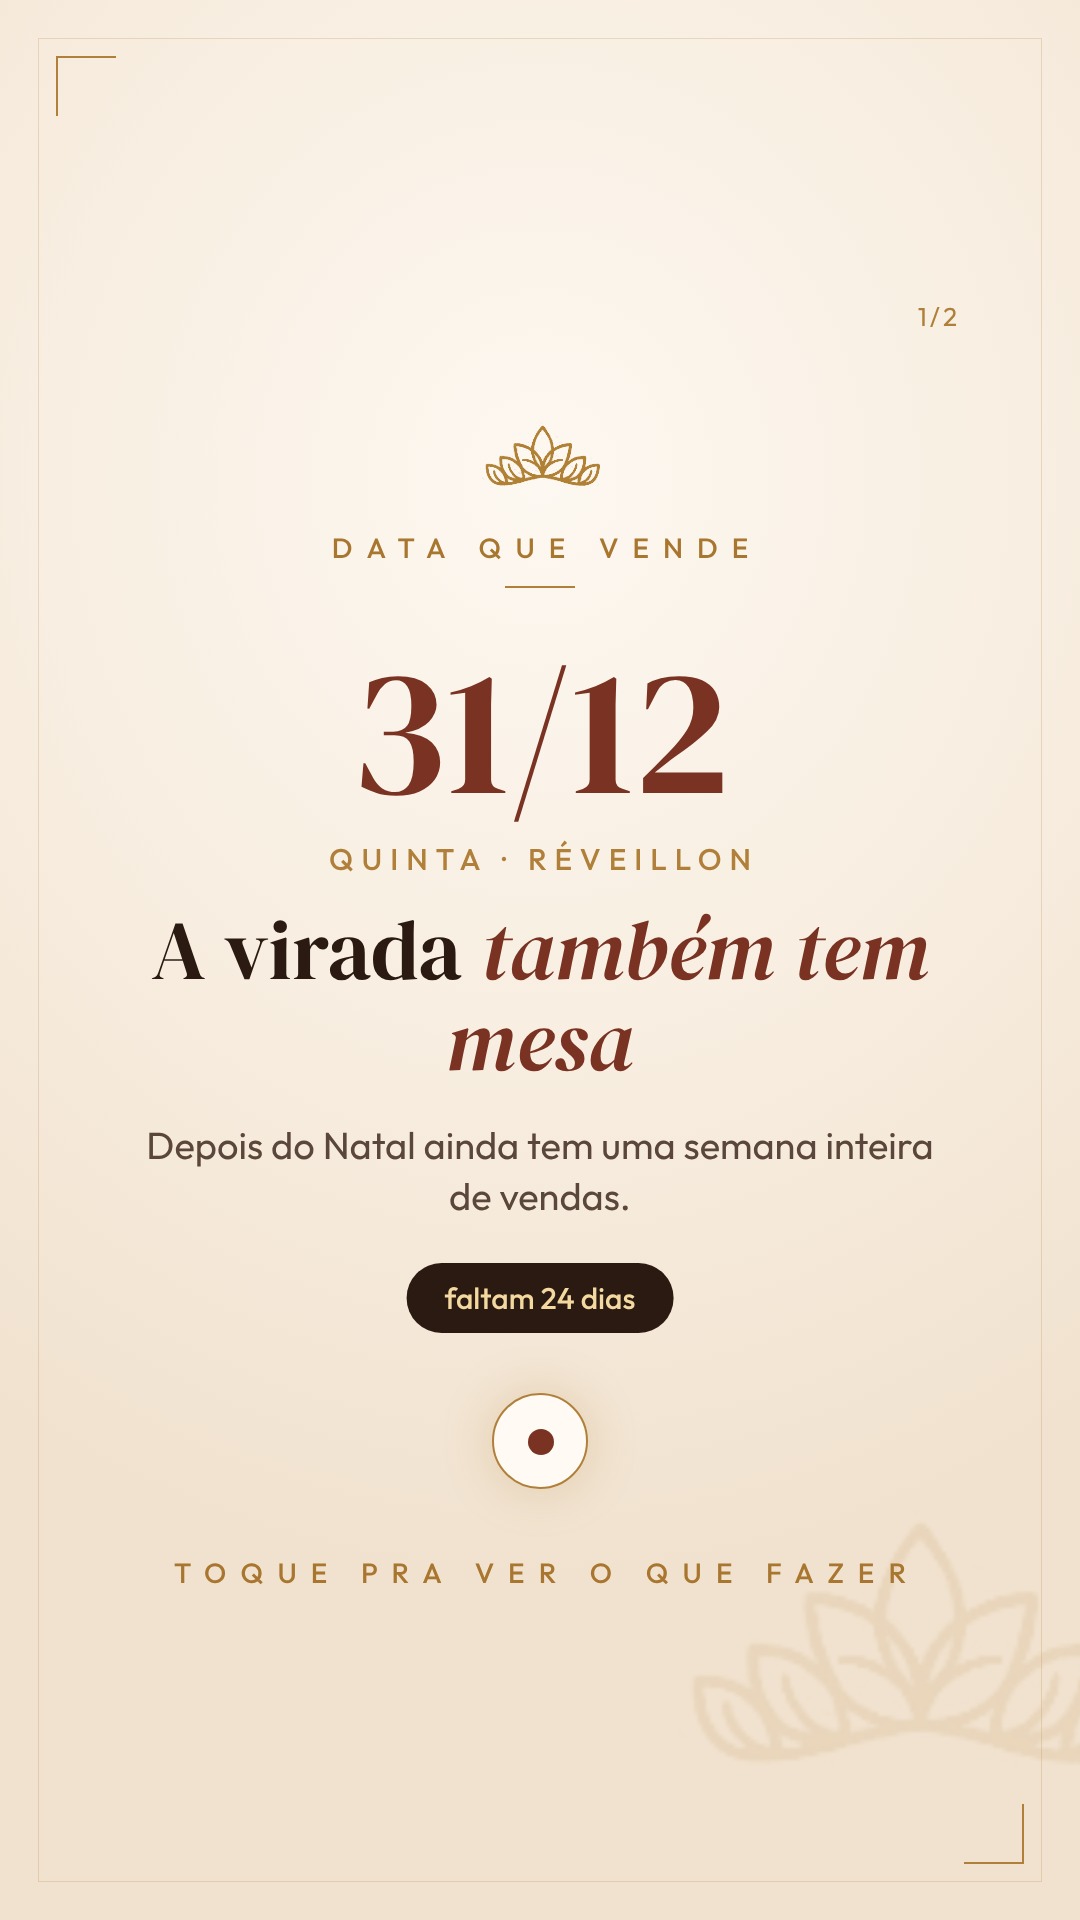 1/2
DATA QUE VENDE
31/12
QUINTA · RÉVEILLON
A virada também tem
mesa
Depois do Natal ainda tem uma semana inteira
de vendas.
faltam 24 dias
TOQUE PRA VER O QUE FAZER